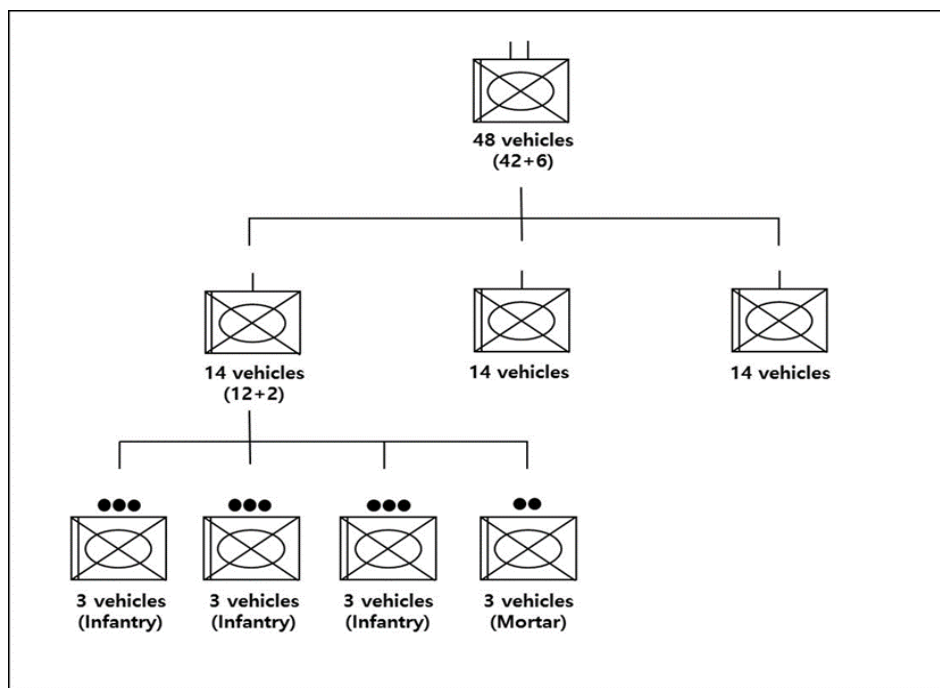 48 vehicles
(42+6)
14 vehicles
(12+2)
14 vehicles
14 vehicles
3 vehicles
(Infantry)
3 vehicles
(Infantry)
3 vehicles
(Infantry)
3 vehicles
(Mortar)